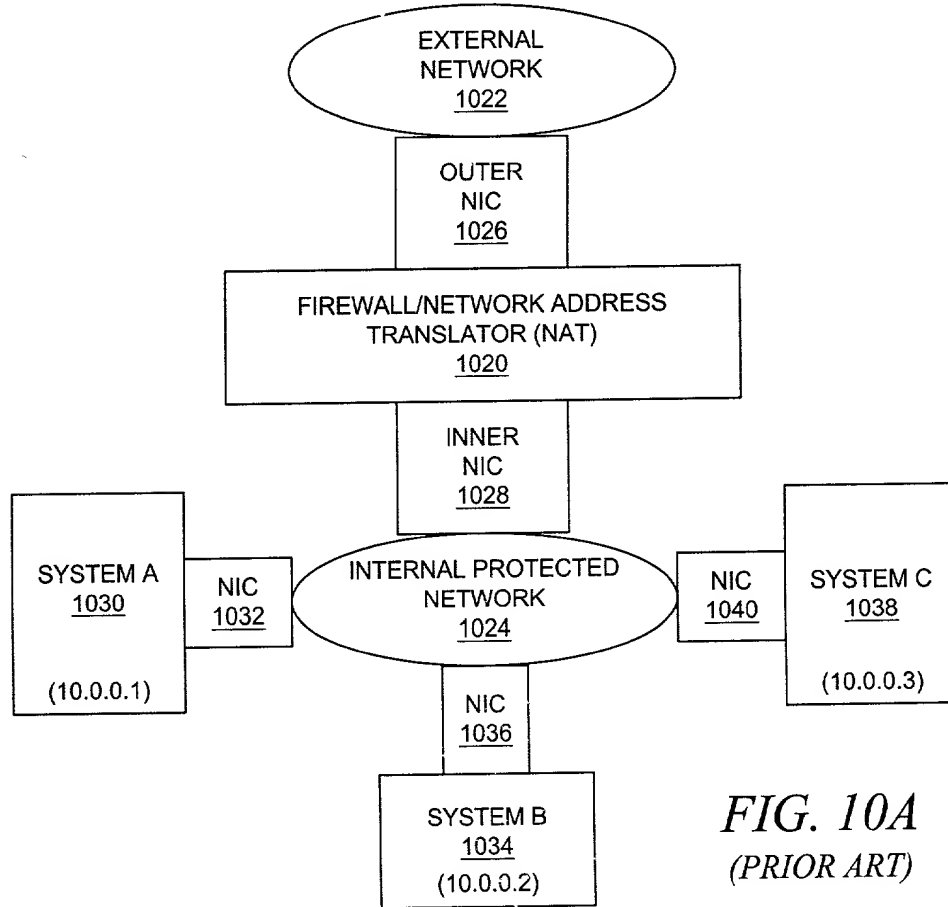 EXTERNAL
NETWORK
1022
OUTER
NIC
1026
FIREWALL/NETWORK ADDRESS
TRANSLATOR (NAT)
1020
INNER
NIC
1028
SYSTEM A
1030
(10.0.0.1)
NIC
1032
INTERNAL PROTECTED
NETWORK
1024
NIC
1040
SYSTEM C
1038
(10.0.0.3)
NIC
1036
SYSTEM B
1034
(10.0.0.2)
FIG. 10A
(PRIOR ART)